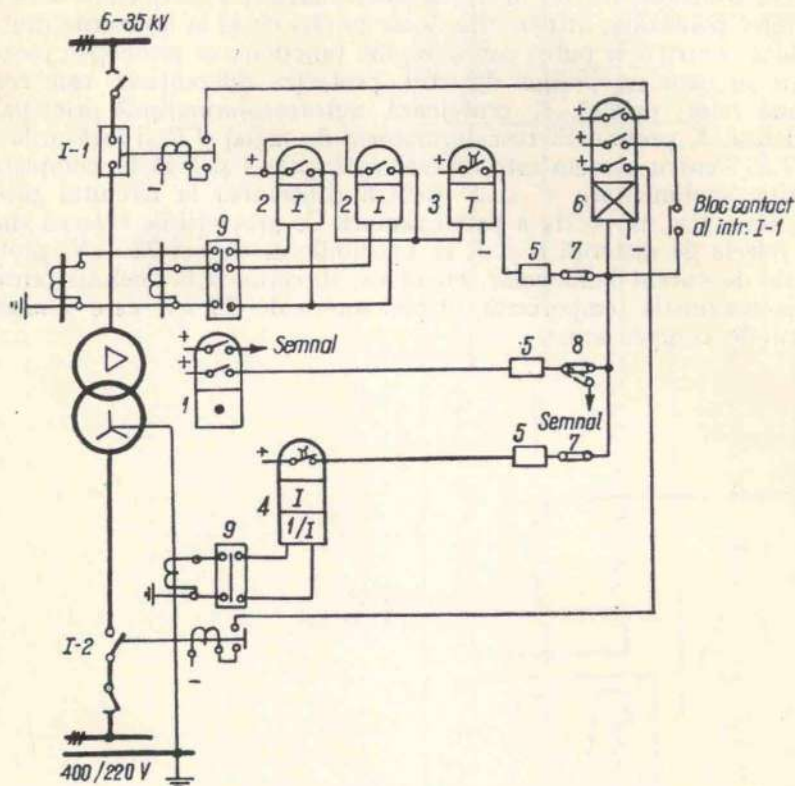 6-35 kV
I-1
+
+
+
+
+
+
2
I
2
I
3
T
6
Bloc contact
al intr. I-1
-
9
-
5
7
-
+
Semnal
+
1
5
8
Semnal
+
4
I
1/I
5
7
9
I-2
-
400/220 V